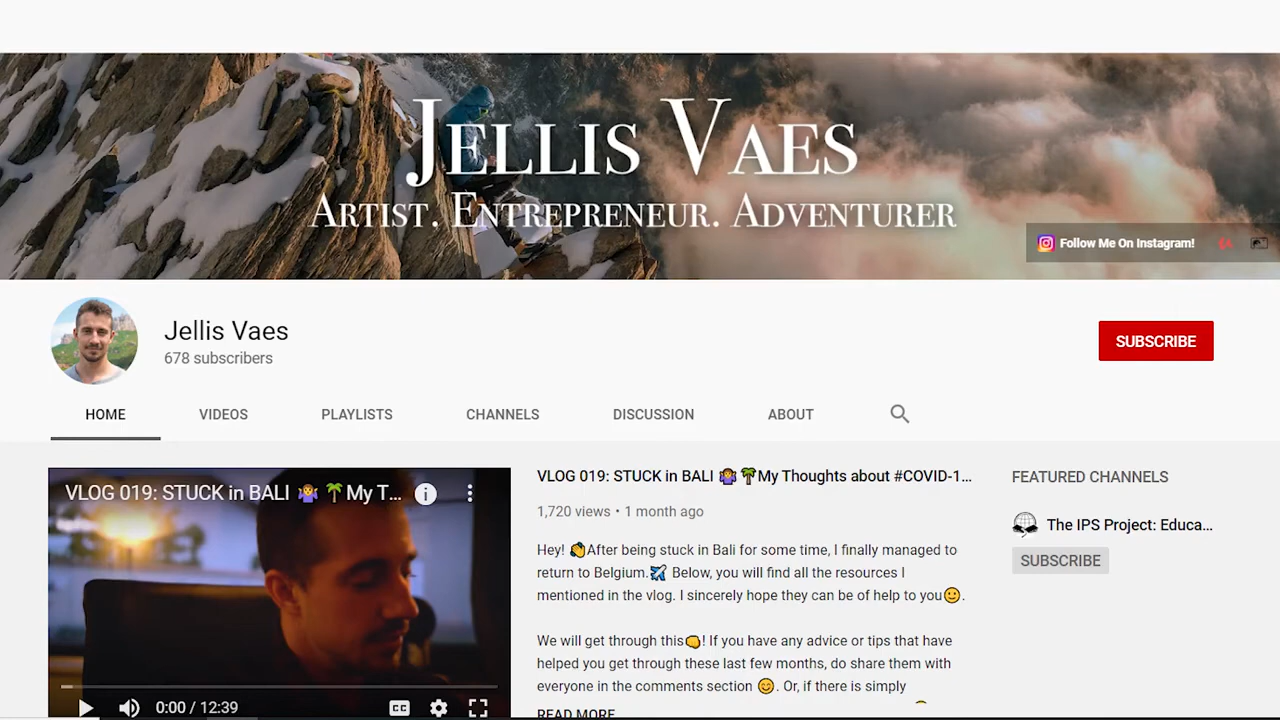 JELLIS VAES
ARTIST. ENTREPRENEUR. ADVENTURER
Follow Me On Instagram!
Jellis Vaes
678 subscribers
SUBSCRIBE
HOME
VIDEOS
PLAYLISTS
CHANNELS
DISCUSSION
ABOUT
VLOG 019: STUCK in BALI 🤷 🌴My T...
0:00 / 12:39
VLOG 019: STUCK in BALI 🤷 🌴My Thoughts about #COVID-1...
1,720 views • 1 month ago
Hey! 👏After being stuck in Bali for some time, I finally managed to
return to Belgium.✈️ Below, you will find all the resources I
mentioned in the vlog. I sincerely hope they can be of help to you🙂.
We will get through this👊! If you have any advice or tips that have
helped you get through these last few months, do share them with
everyone in the comments section 😊. Or, if there is simply
READ MORE
FEATURED CHANNELS
The IPS Project: Educa...
SUBSCRIBE